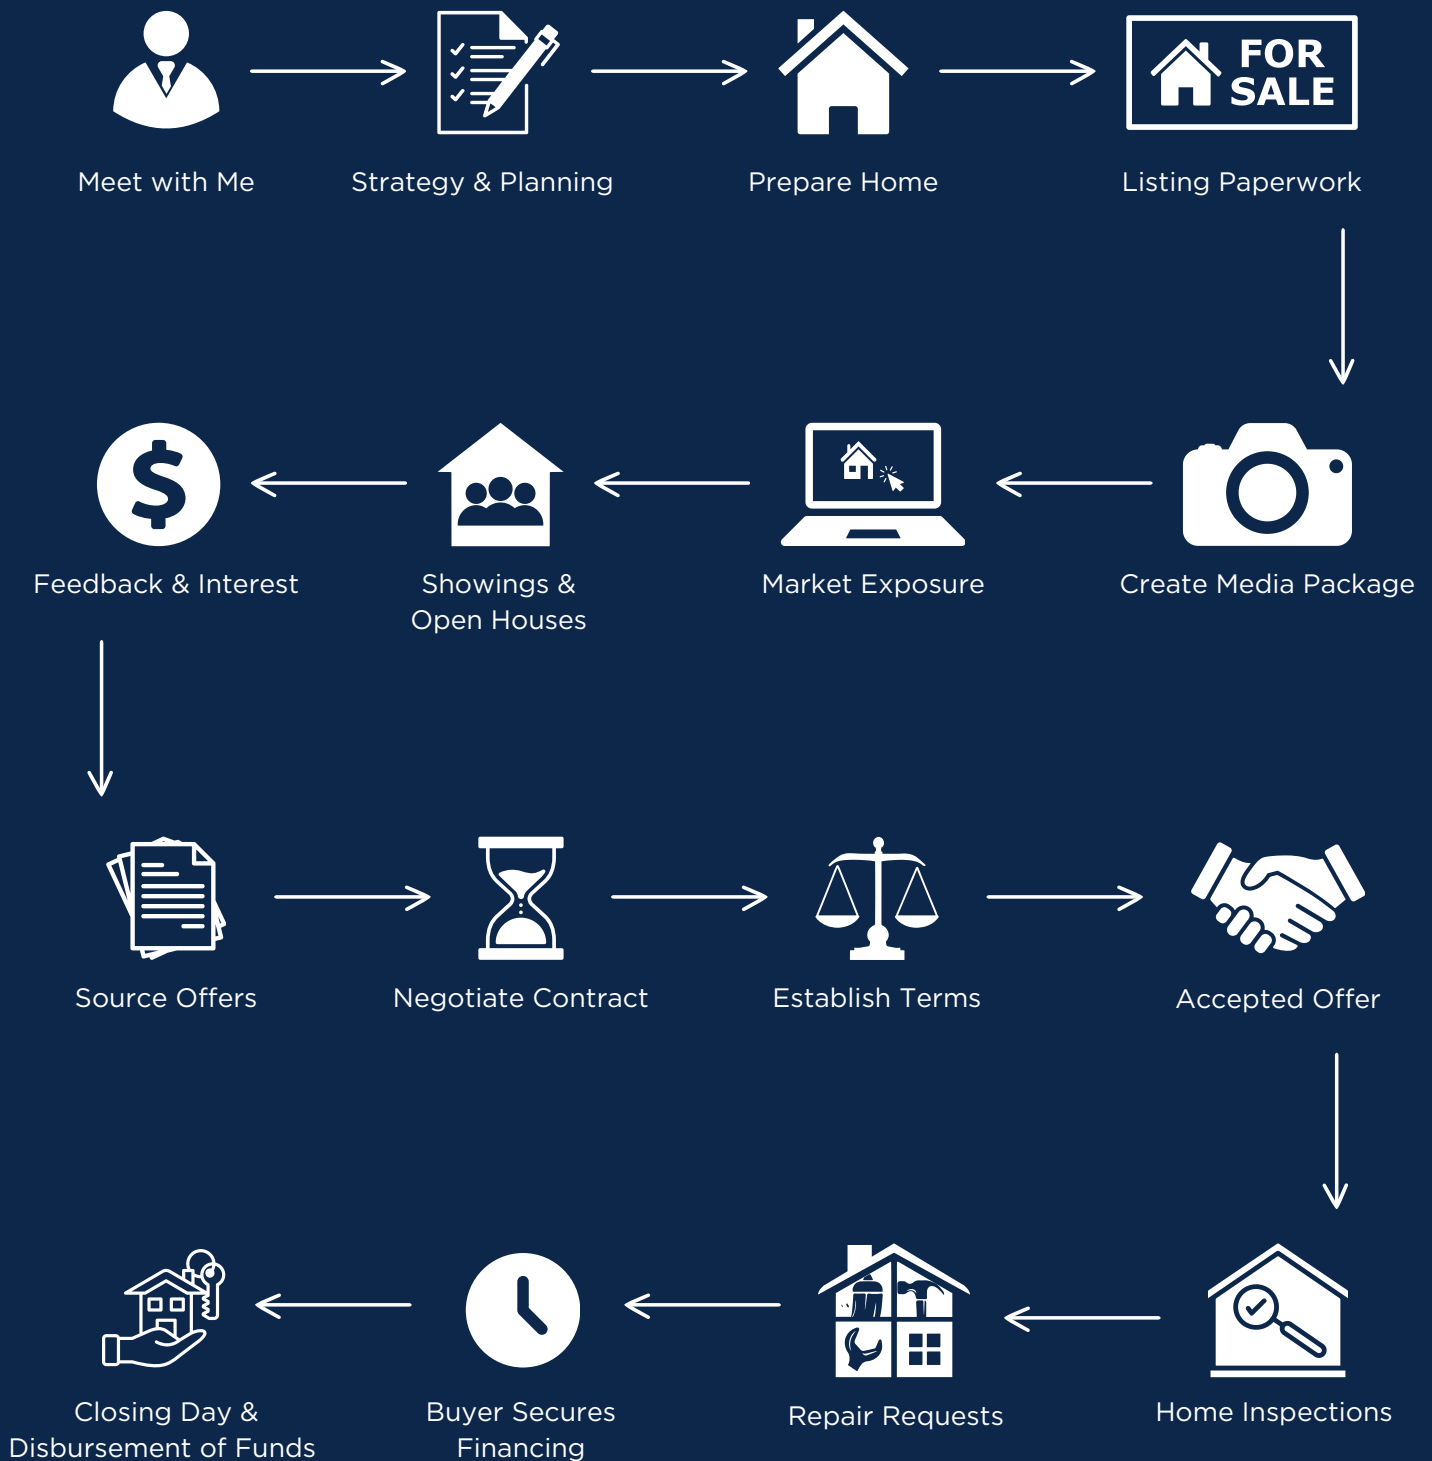 FOR
SALE
Meet with Me
Strategy & Planning
Prepare Home
Listing Paperwork
Feedback & Interest
Showings &
Open Houses
Market Exposure
Create Media Package
Source Offers
Negotiate Contract
Establish Terms
Accepted Offer
Closing Day &
Disbursement of Funds
Buyer Secures
Financing
Repair Requests
Home Inspections